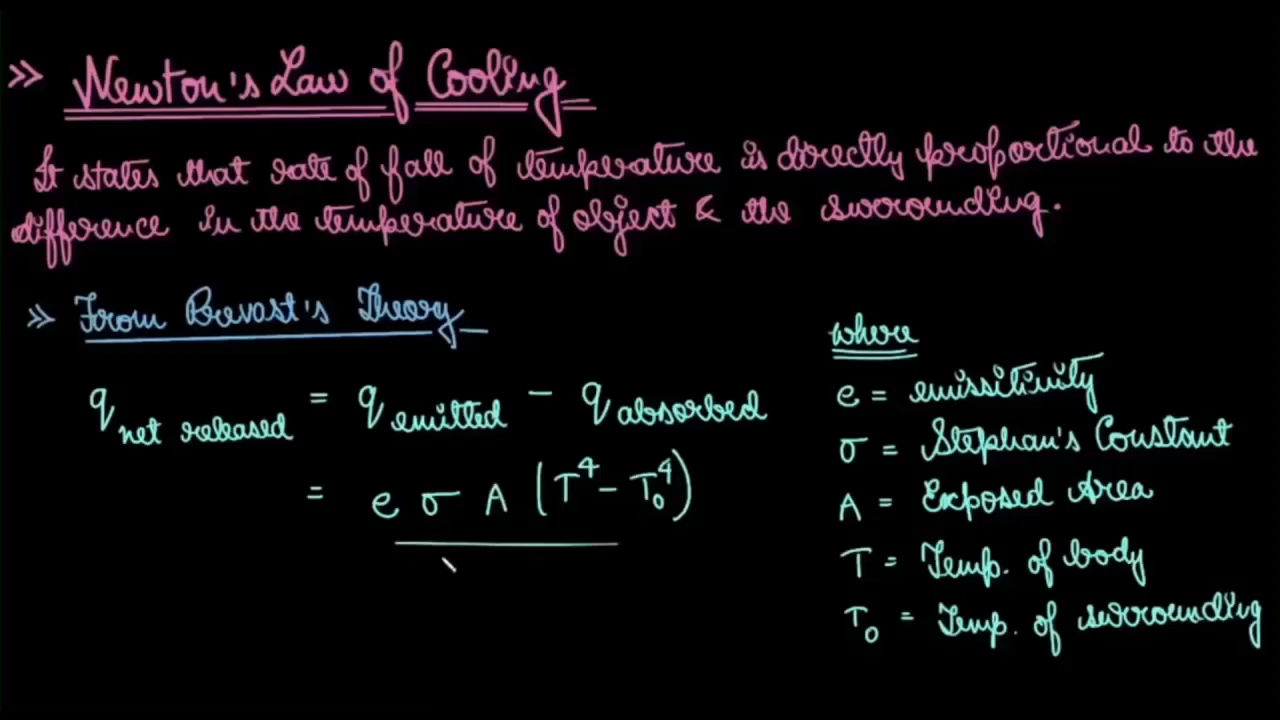 >> Newton's Law of Cooling
It states that rate of fall of temperature is directly proportional to the
difference in the temperature of object & the surrounding.
>> From Prevost's Theory
q net released = q emitted - q absorbed
= e σ A (T⁴ - T₀⁴)
where
e = emissitivity
σ = Stephan's Constant
A = Exposed Area
T = Temp. of body
T₀ = Temp. of surrounding